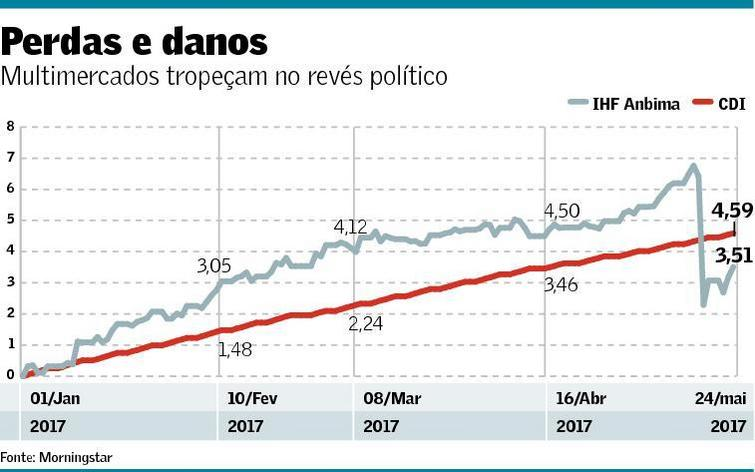 Perdas e danos
Multimercados tropeçam no revés político
IHF Anbima CDI
8
7
6
5
4
3
2
1
0
3,05
1,48
4,12
2,24
4,50
3,46
4,59
3,51
01/Jan 10/Fev 08/Mar 16/Abr 24/mai
2017 2017 2017 2017 2017
Fonte: Morningstar